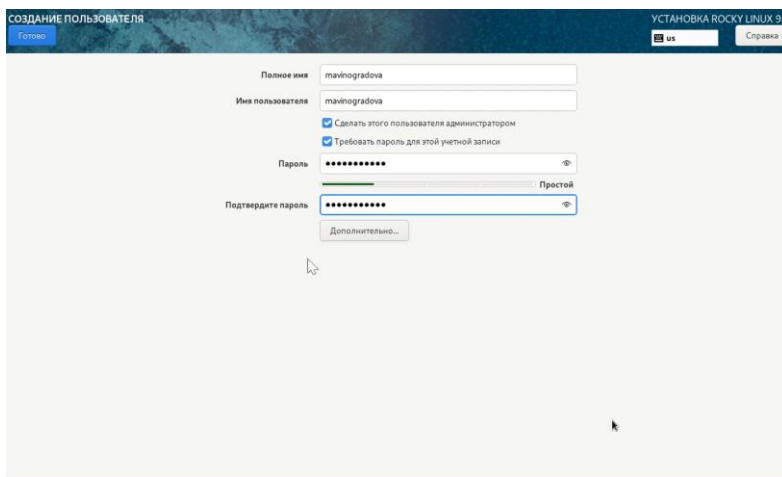 СОЗДАНИЕ ПОЛЬЗОВАТЕЛЯ
УСТАНОВКА ROCKY LINUX 9
Готово
us
Справка
Полное имя
mavinogradova
Имя пользователя
mavinogradova
Сделать этого пользователя администратором
Требовать пароль для этой учетной записи
Пароль
•••••••••••
Простой
Подтвердите пароль
•••••••••••
Дополнительно...